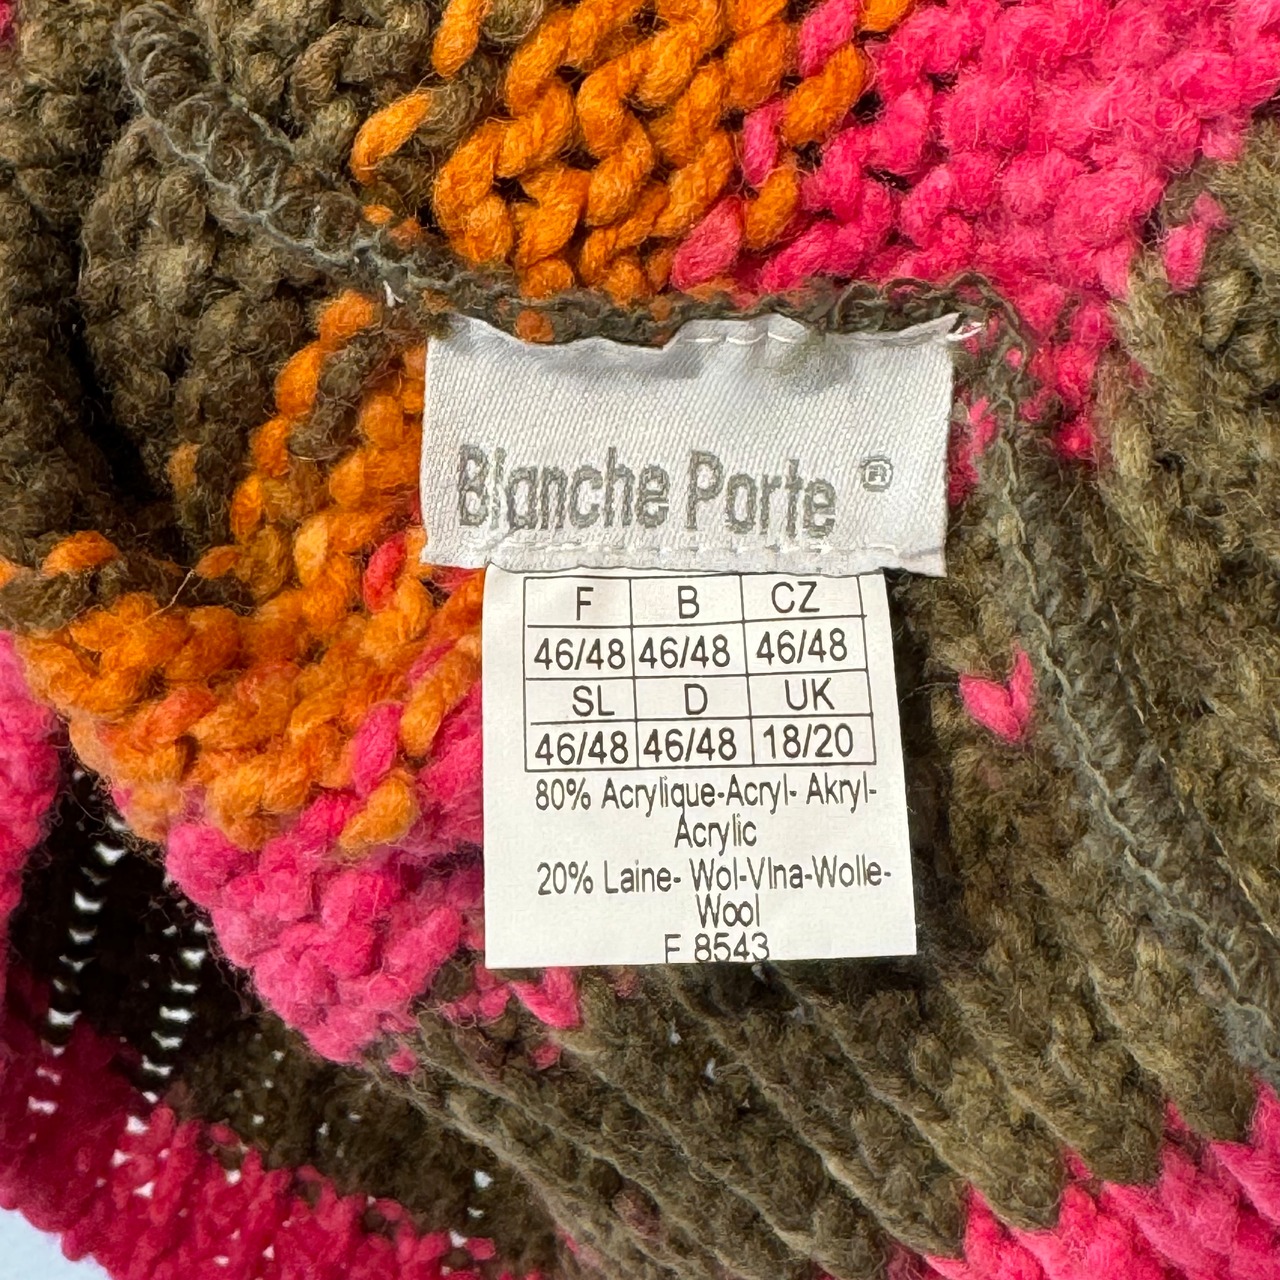 Blanche Porte ®
F B CZ
46/48 46/48 46/48
SL D UK
46/48 46/48 18/20
80% Acrylique-Acryl- Akryl-
Acrylic
20% Laine- Wol-Vlna-Wolle-
Wool
F 8543